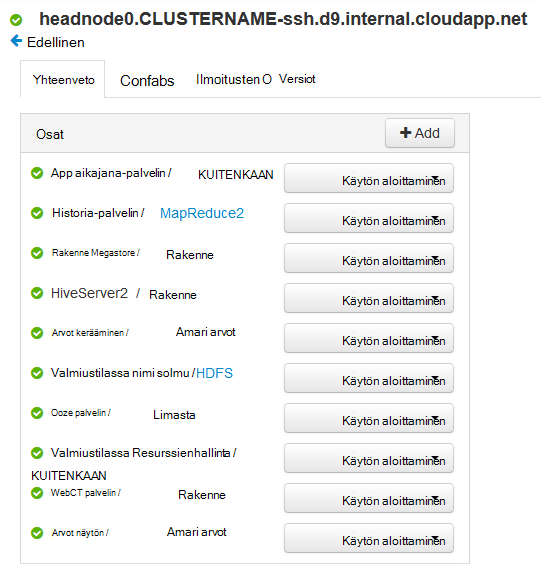 headnode0.CLUSTERNAME-ssh.d9.internal.cloudapp.net
Edellinen
Yhteenveto Confabs Ilmoitusten O Versiot
Osat Add
App aikajana-palvelin / KUITENKAAN Käytön aloittaminen
Historia-palvelin / MapReduce2 Käytön aloittaminen
Rakenne Megastore / Rakenne Käytön aloittaminen
HiveServer2 / Rakenne Käytön aloittaminen
Arvot kerääminen / Amari arvot Käytön aloittaminen
Valmiustilassa nimi solmu / HDFS Käytön aloittaminen
Ooze palvelin / Limasta Käytön aloittaminen
Valmiustilassa Resurssienhallinta / Käytön aloittaminen
KUITENKAAN
WebCT palvelin / Rakenne Käytön aloittaminen
Arvot näytön / Amari arvot Käytön aloittaminen